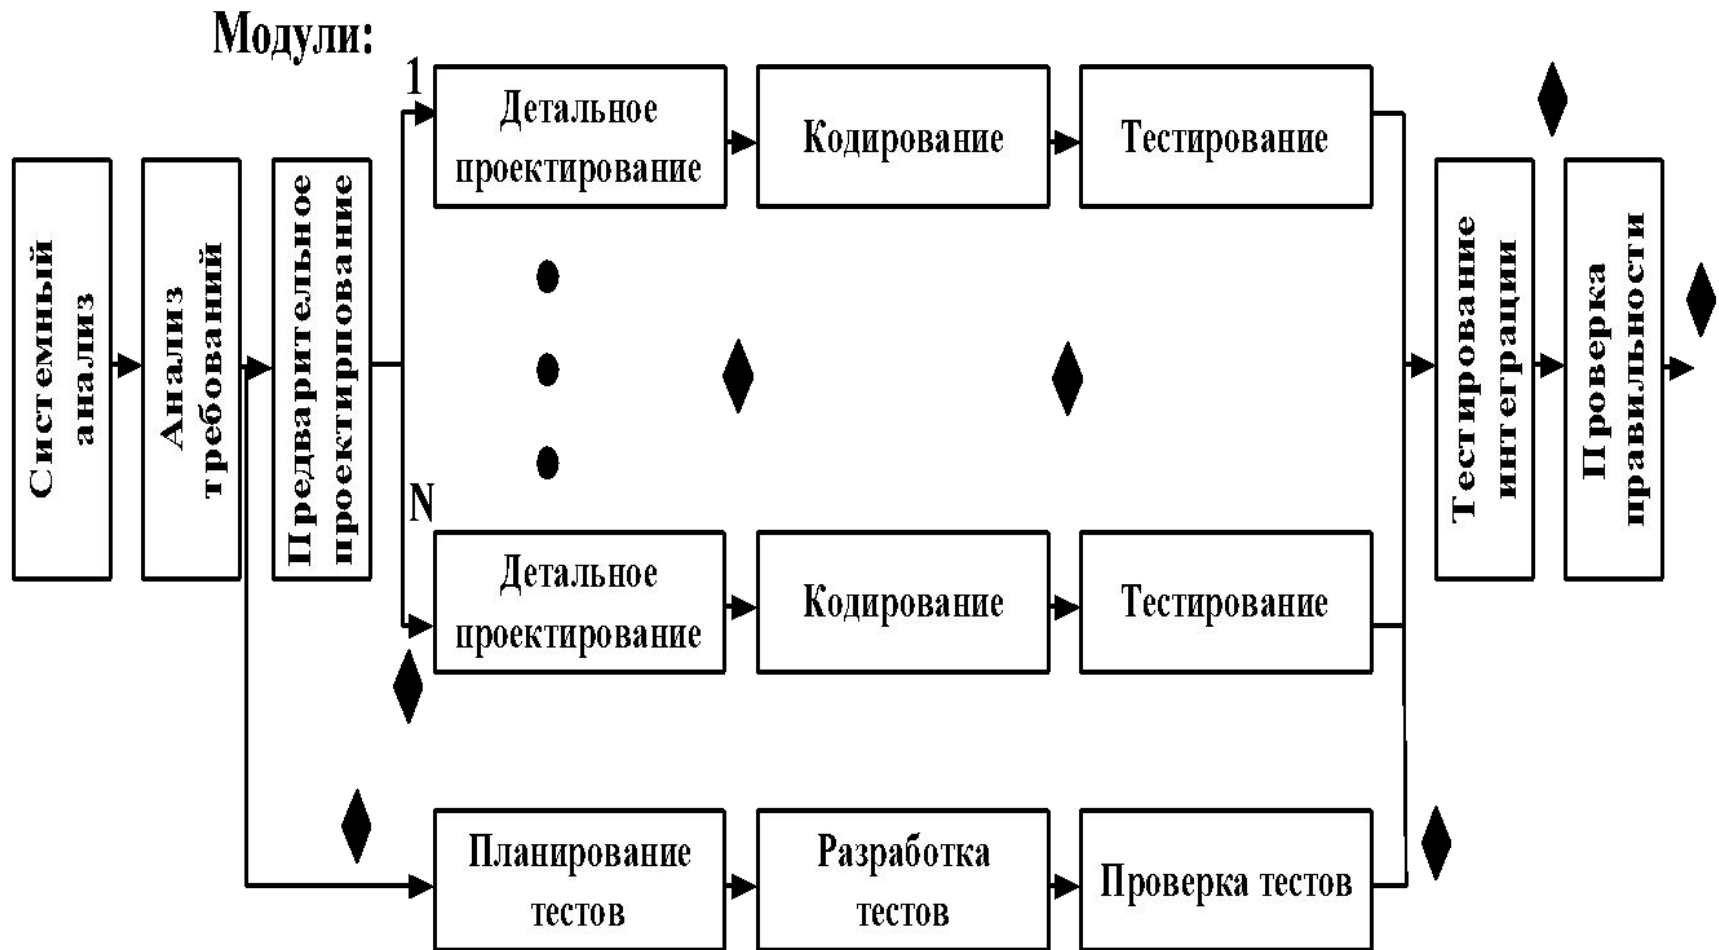 Модули:
1
Детальное
проектирование
Кодирование
Тестирование
Системный
анализ
Анализ
требований
Предварительное
проектирпование
Тестирование
интеграции
Проверка
правильности
N
Детальное
проектирование
Кодирование
Тестирование
Планирование
тестов
Разработка
тестов
Проверка тестов